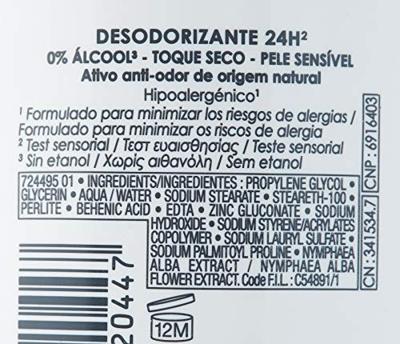 DESODORIZANTE 24H²
0% ÁLCOOL³ - TOQUE SECO - PELE SENSÍVEL
Ativo anti-odor de origem natural
Hipoalergénico¹
¹ Formulado para minimizar los riesgos de alergias /
Formulado para minimizar os riscos de alergia
² Test sensorial / Τεστ ευαισθησίας / Teste sensorial
³ Sin etanol / Χωρίς αιθανόλη / Sem etanol
724495 01 • INGREDIENTS/INGREDIENTES : PROPYLENE GLYCOL •
GLYCERIN • AQUA / WATER • SODIUM STEARATE • STEARETH-100 •
PERLITE • BEHENIC ACID • EDTA • ZINC GLUCONATE • SODIUM
HYDROXIDE • SODIUM STYRENE/ACRYLATES
COPOLYMER • SODIUM LAURYL SULFATE •
SODIUM PALMITOYL PROLINE • NYMPHAEA
ALBA EXTRACT / NYMPHAEA ALBA
FLOWER EXTRACT. Code F.I.L. : C54891/1
CN : 341534.7
CNP : 6916403
20447
12M